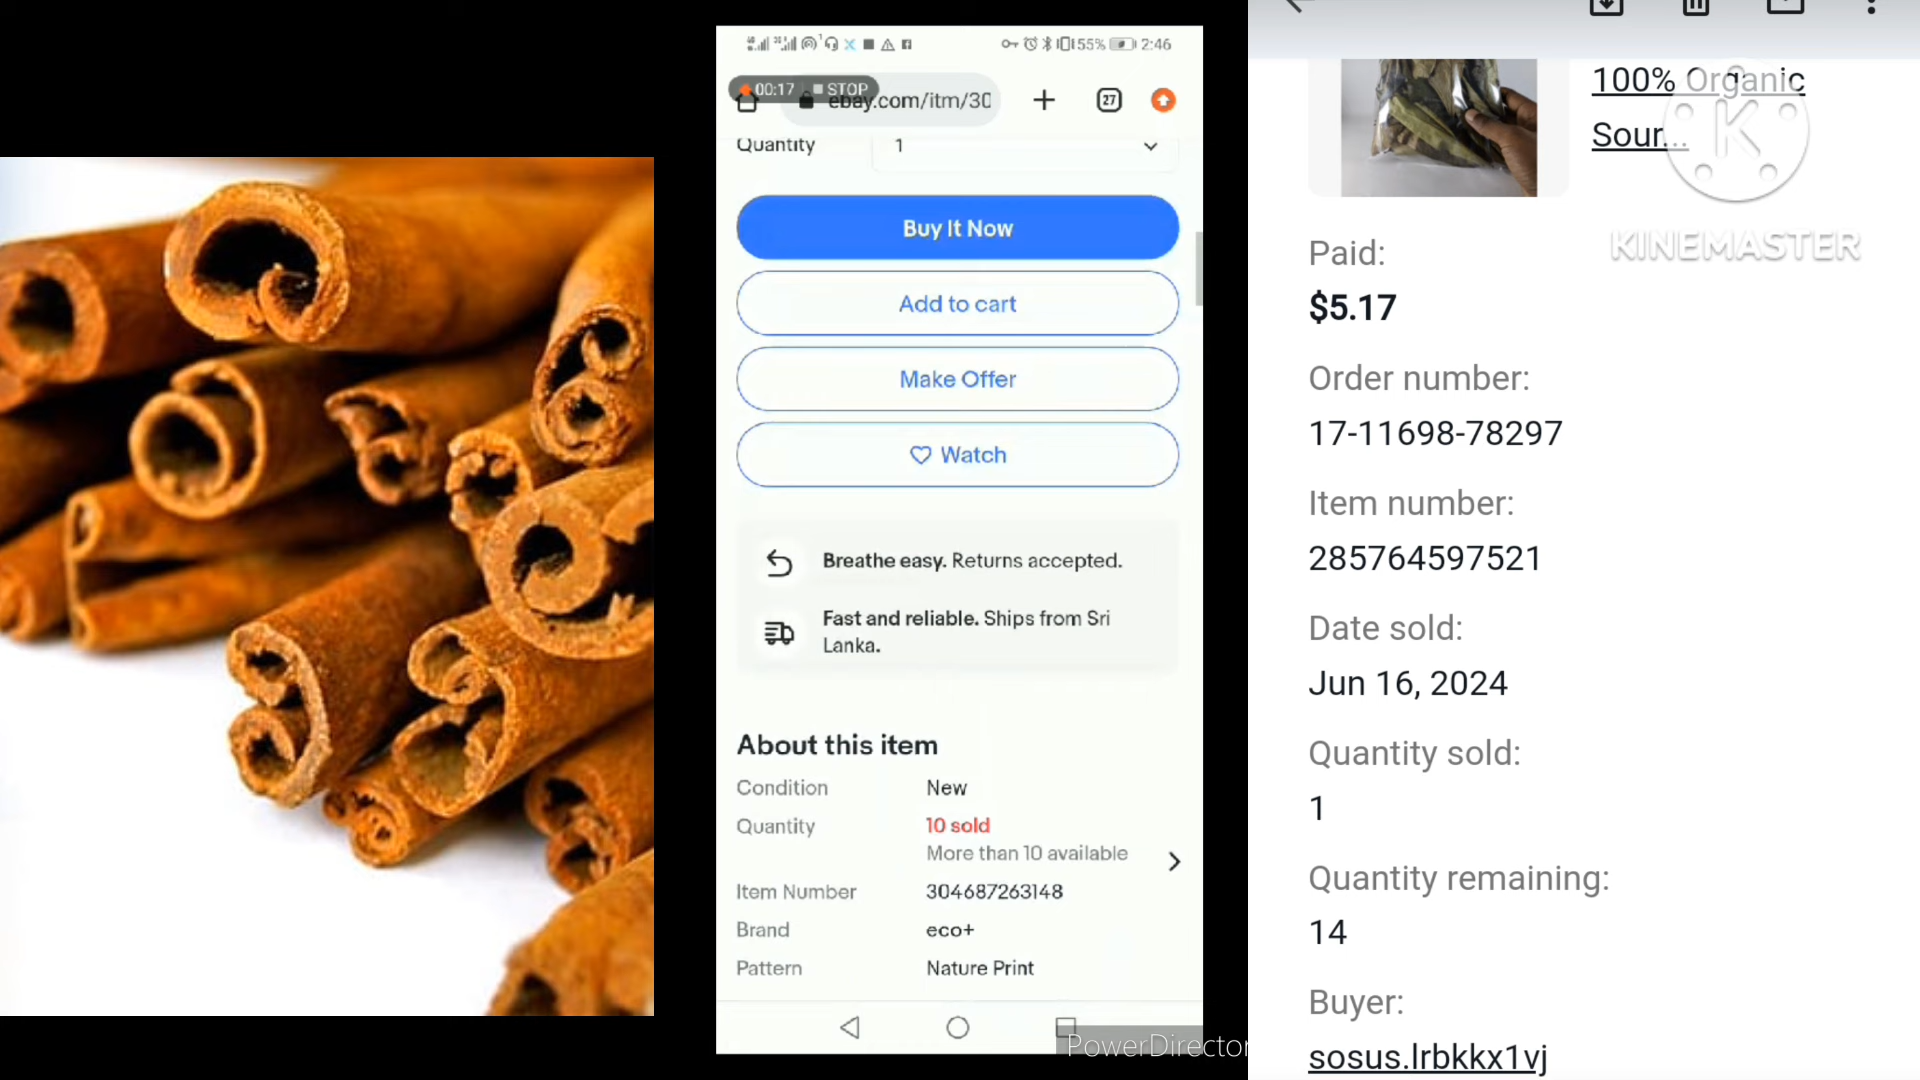 55% 2:46
00:17 STOP
ebay.com/itm/30
27
Quantity 1
Buy It Now
Add to cart
Make Offer
Watch
Breathe easy. Returns accepted.
Fast and reliable. Ships from Sri
Lanka.
About this item
Condition New
Quantity 10 sold
More than 10 available
Item Number 304687263148
Brand eco+
Pattern Nature Print
PowerDirector
100% Organic
Sour...
K
KINEMASTER
Paid:
$5.17
Order number:
17-11698-78297
Item number:
285764597521
Date sold:
Jun 16, 2024
Quantity sold:
1
Quantity remaining:
14
Buyer:
sosus.lrbkkx1vj